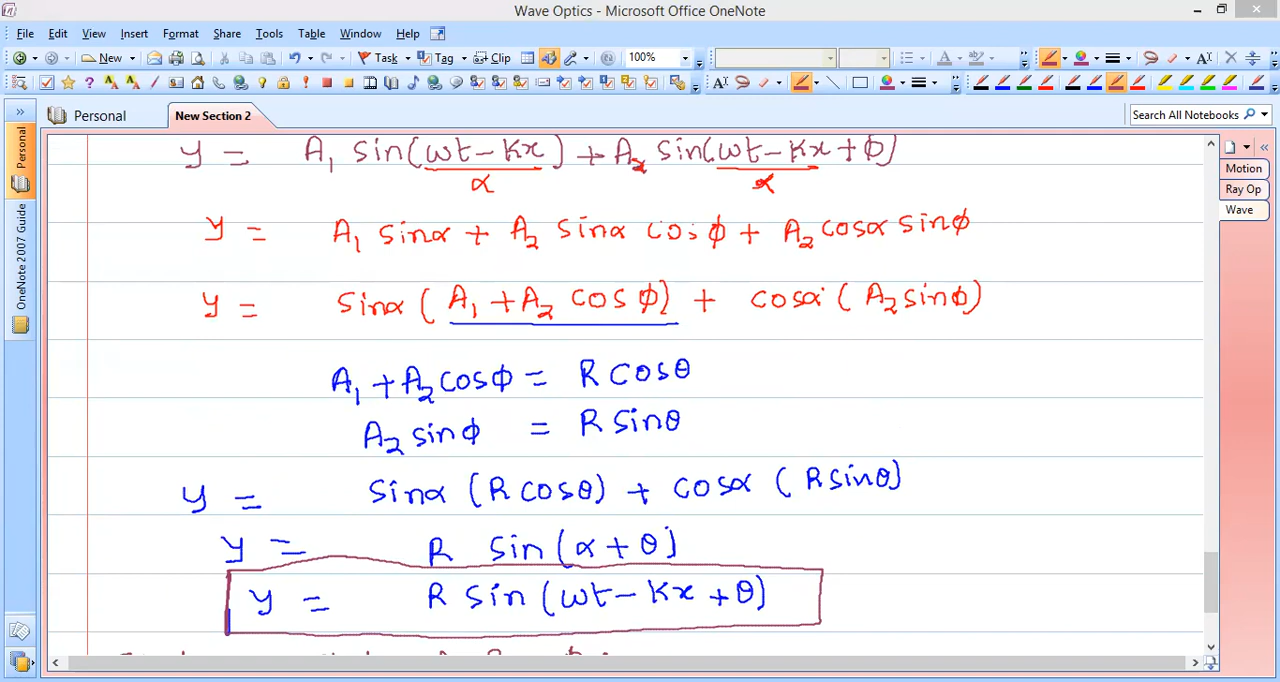 Wave Optics - Microsoft Office OneNote
File Edit View Insert Format Share Tools Table Window Help
New Task Tag Clip 100%
Personal New Section 2 Search All Notebooks
Personal
OneNote 2007 Guide
Motion
Ray Op
Wave
y = A₁ sin(ωt-kx) + A₂ sin(ωt-kx+ϕ)
α α
y = A₁ sinα + A₂ sinα cosϕ + A₂ cosα sinϕ
y = sinα (A₁ + A₂ cosϕ) + cosα (A₂ sinϕ)
A₁ + A₂ cosϕ = R cosθ
A₂ sinϕ = R sinθ
y = sinα (R cosθ) + cosα (R sinθ)
y = R sin(α+θ)
y = R sin(ωt-kx+θ)